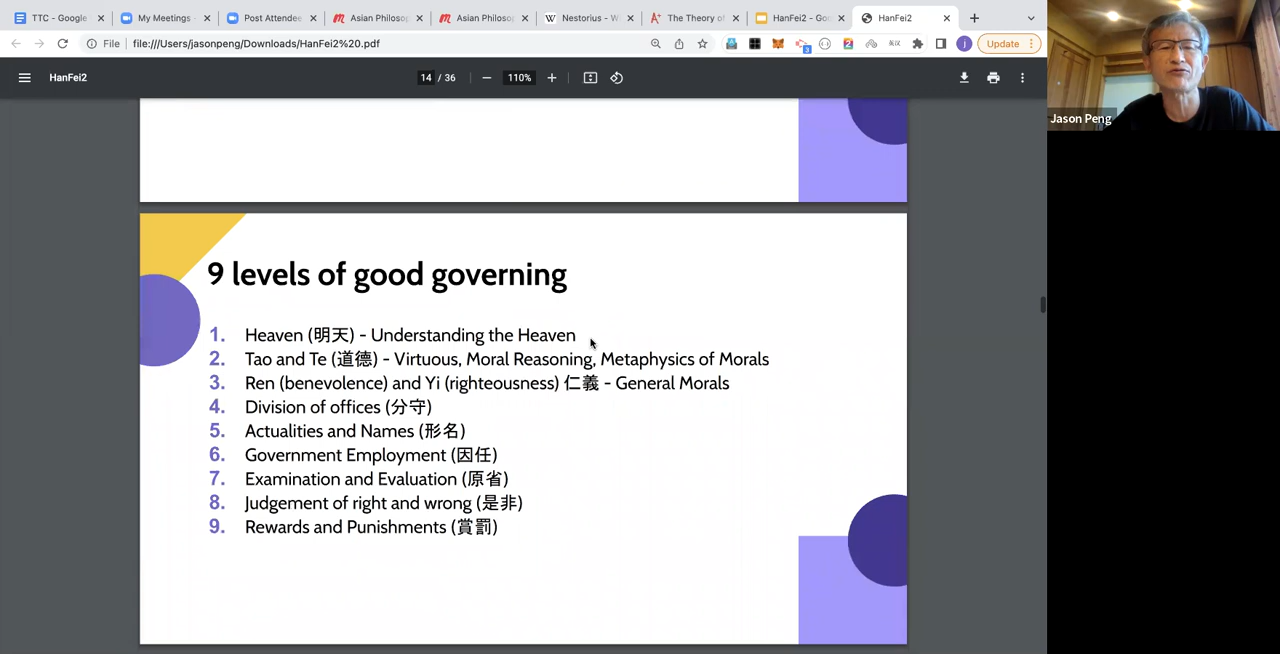 TTC - Google
My Meetings -
Post Attendee
Asian Philosop
Asian Philosop
Nestorius - W
The Theory of
HanFei2 - Goo
HanFei2
File
file:///Users/jasonpeng/Downloads/HanFei2%20.pdf
Update
HanFei2
14 / 36
110%
Jason Peng
9 levels of good governing
1. Heaven (明天) - Understanding the Heaven
2. Tao and Te (道德) - Virtuous, Moral Reasoning, Metaphysics of Morals
3. Ren (benevolence) and Yi (righteousness) 仁義 - General Morals
4. Division of offices (分守)
5. Actualities and Names (形名)
6. Government Employment (因任)
7. Examination and Evaluation (原省)
8. Judgement of right and wrong (是非)
9. Rewards and Punishments (賞罰)